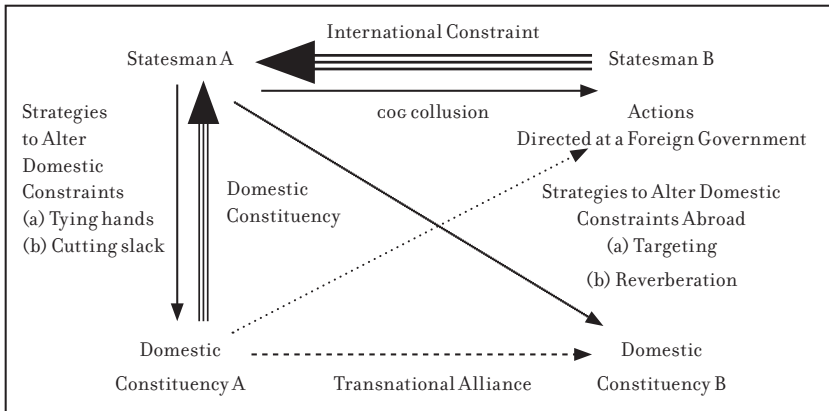 International Constraint
Statesman A
Statesman B
COG collusion
Strategies
to Alter
Domestic
Constraints
(a) Tying hands
(b) Cutting slack
Domestic
Constituency
Actions
Directed at a Foreign Government
Strategies to Alter Domestic
Constraints Abroad
(a) Targeting
(b) Reverberation
Domestic
Constituency A
Transnational Alliance
Domestic
Constituency B